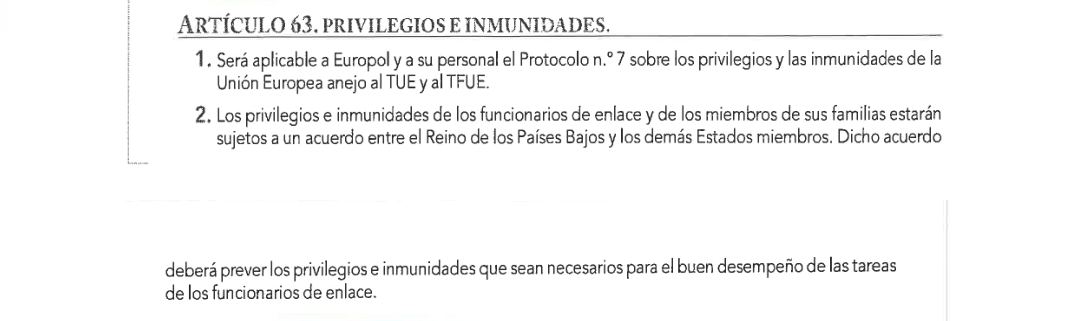 ARTÍCULO 63. PRIVILEGIOS E INMUNIDADES.
1. Será aplicable a Europol y a su personal el Protocolo n.º 7 sobre los privilegios y las inmunidades de la
Unión Europea anejo al TUE y al TFUE.
2. Los privilegios e inmunidades de los funcionarios de enlace y de los miembros de sus familias estarán
sujetos a un acuerdo entre el Reino de los Países Bajos y los demás Estados miembros. Dicho acuerdo
deberá prever los privilegios e inmunidades que sean necesarios para el buen desempeño de las tareas
de los funcionarios de enlace.